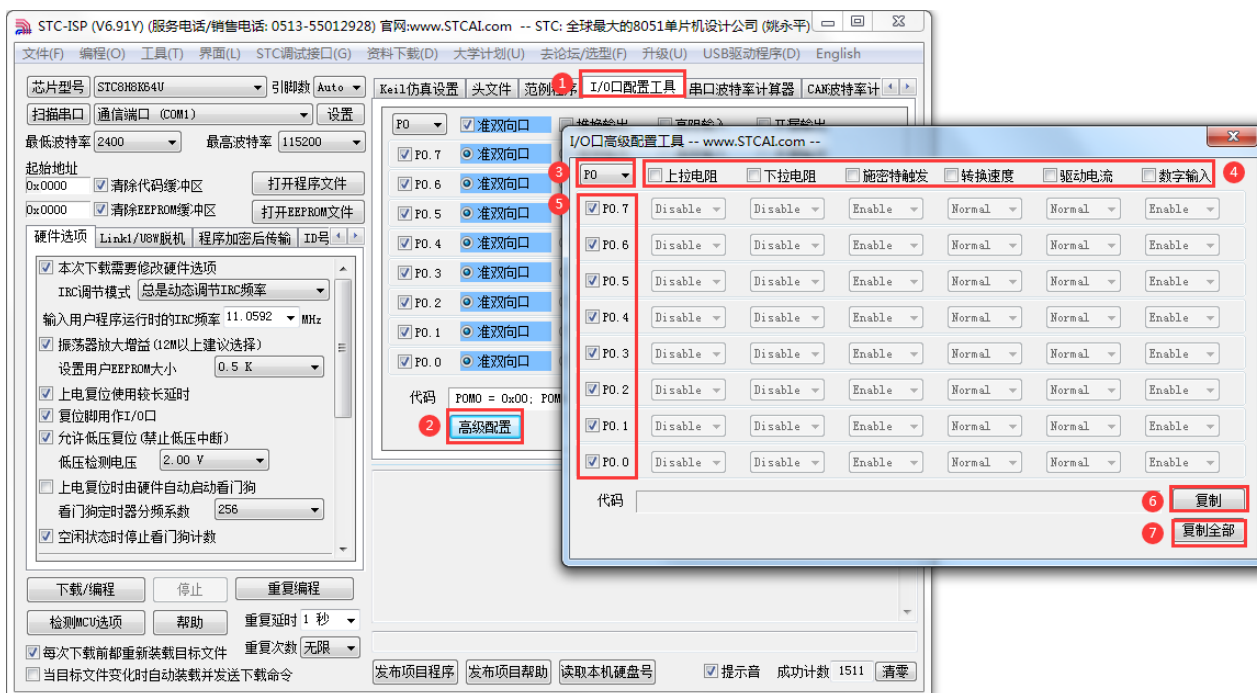 STC-ISP (V6.91Y) (服务电话/销售电话: 0513-55012928) 官网:www.STCAI.com -- STC: 全球最大的8051单片机设计公司 (姚永平)
文件(F) 编程(O) 工具(T) 界面(L) STC调试接口(G) 资料下载(D) 大学计划(U) 去论坛/选型(F) 升级(U) USB驱动程序(D) English
芯片型号 STC8H8K64U 引脚数 Auto
扫描串口 通信端口 (COM1) 设置
最低波特率 2400 最高波特率 115200
起始地址
0x0000 清除代码缓冲区 打开程序文件
0x0000 清除EEPROM缓冲区 打开EEPROM文件
硬件选项 Link1/U8W脱机 程序加密后传输 ID号
本次下载需要修改硬件选项
IRC调节模式 总是动态调节IRC频率
输入用户程序运行时的IRC频率 11.0592 MHz
振荡器放大增益(12M以上建议选择)
设置用户EEPROM大小 0.5 K
上电复位使用较长延时
复位脚用作I/O口
允许低压复位(禁止低压中断)
低压检测电压 2.00 V
上电复位时由硬件自动启动看门狗
看门狗定时器分频系数 256
空闲状态时停止看门狗计数
下载/编程 停止 重复编程
检测MCU选项 帮助 重复延时 1 秒
每次下载前都重新装载目标文件 重复次数 无限
当目标文件变化时自动装载并发送下载命令
Keil仿真设置 头文件 范例程序 1 I/O口配置工具 串口波特率计算器 CAN波特率计
P0 准双向口
P0.7 准双向口
P0.6 准双向口
P0.5 准双向口
P0.4 准双向口
P0.3 准双向口
P0.2 准双向口
P0.1 准双向口
P0.0 准双向口
代码 P0M0 = 0x00; P0M
2 高级配置
发布项目程序 发布项目帮助 读取本机硬盘号 提示音 成功计数 1511 清零
I/O口高级配置工具 -- www.STCAI.com --
3 P0 上拉电阻 下拉电阻 施密特触发 转换速度 驱动电流 数字输入 4
5 P0.7 Disable Disable Enable Normal Normal Enable
P0.6 Disable Disable Enable Normal Normal Enable
P0.5 Disable Disable Enable Normal Normal Enable
P0.4 Disable Disable Enable Normal Normal Enable
P0.3 Disable Disable Enable Normal Normal Enable
P0.2 Disable Disable Enable Normal Normal Enable
P0.1 Disable Disable Enable Normal Normal Enable
P0.0 Disable Disable Enable Normal Normal Enable
代码 6 复制
7 复制全部